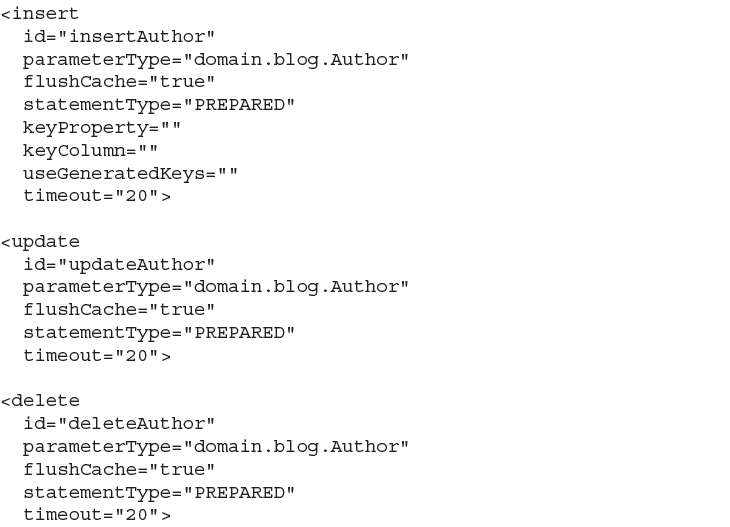 <insert
  id="insertAuthor"
  parameterType="domain.blog.Author"
  flushCache="true"
  statementType="PREPARED"
  keyProperty=""
  keyColumn=""
  useGeneratedKeys=""
  timeout="20">

<update
  id="updateAuthor"
  parameterType="domain.blog.Author"
  flushCache="true"
  statementType="PREPARED"
  timeout="20">

<delete
  id="deleteAuthor"
  parameterType="domain.blog.Author"
  flushCache="true"
  statementType="PREPARED"
  timeout="20">